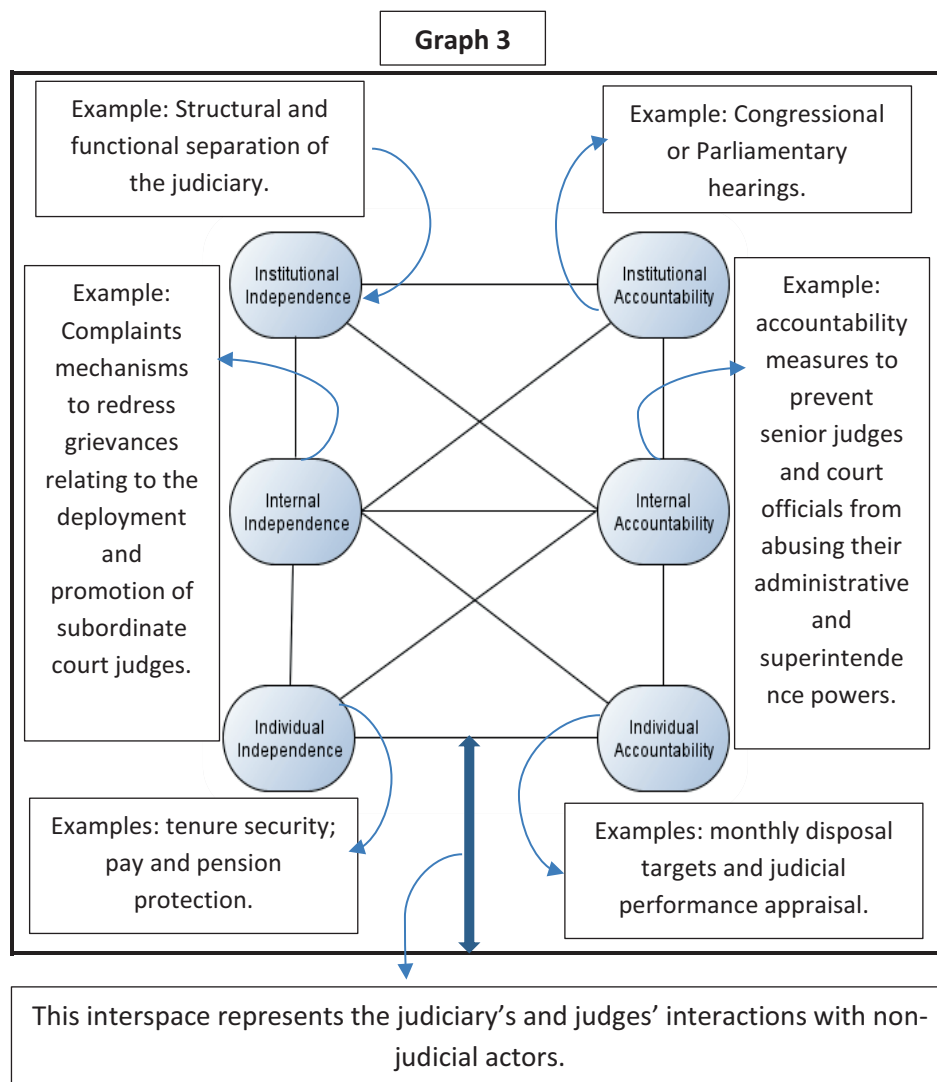 Graph 3
Example: Structural and
functional separation of
the judiciary.
Example: Congressional
or Parliamentary
hearings.
Institutional
Independence
Institutional
Accountability
Example:
Complaints
mechanisms
to redress
grievances
relating to the
deployment
and
promotion of
subordinate
court judges.
Example:
accountability
measures to
prevent
senior judges
and court
officials from
abusing their
administrative
and
superintende
nce powers.
Internal
Independence
Internal
Accountability
Individual
Independence
Individual
Accountability
Examples: tenure security;
pay and pension
protection.
Examples: monthly disposal
targets and judicial
performance appraisal.
This interspace represents the judiciary’s and judges’ interactions with non-
judicial actors.